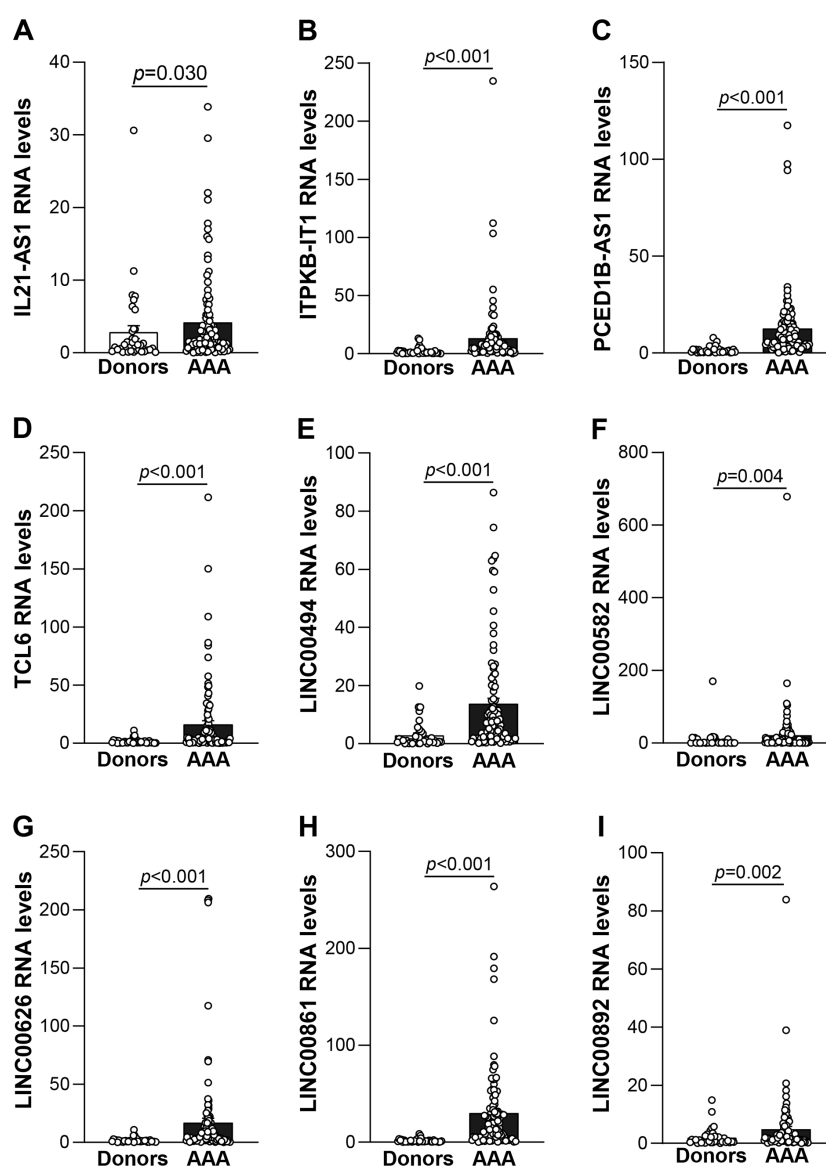 A
IL21-AS1 RNA levels
40
30
20
10
0
p=0.030
Donors AAA
B
ITPKB-IT1 RNA levels
250
200
150
100
50
0
p<0.001
Donors AAA
C
PCED1B-AS1 RNA levels
150
100
50
0
p<0.001
Donors AAA
D
TCL6 RNA levels
250
200
150
100
50
0
p<0.001
Donors AAA
E
LINC00494 RNA levels
100
80
60
40
20
0
p<0.001
Donors AAA
F
LINC00582 RNA levels
800
600
400
200
0
p=0.004
Donors AAA
G
LINC00626 RNA levels
250
200
150
100
50
0
p<0.001
Donors AAA
H
LINC00861 RNA levels
300
200
100
0
p<0.001
Donors AAA
I
LINC00892 RNA levels
100
80
60
40
20
0
p=0.002
Donors AAA